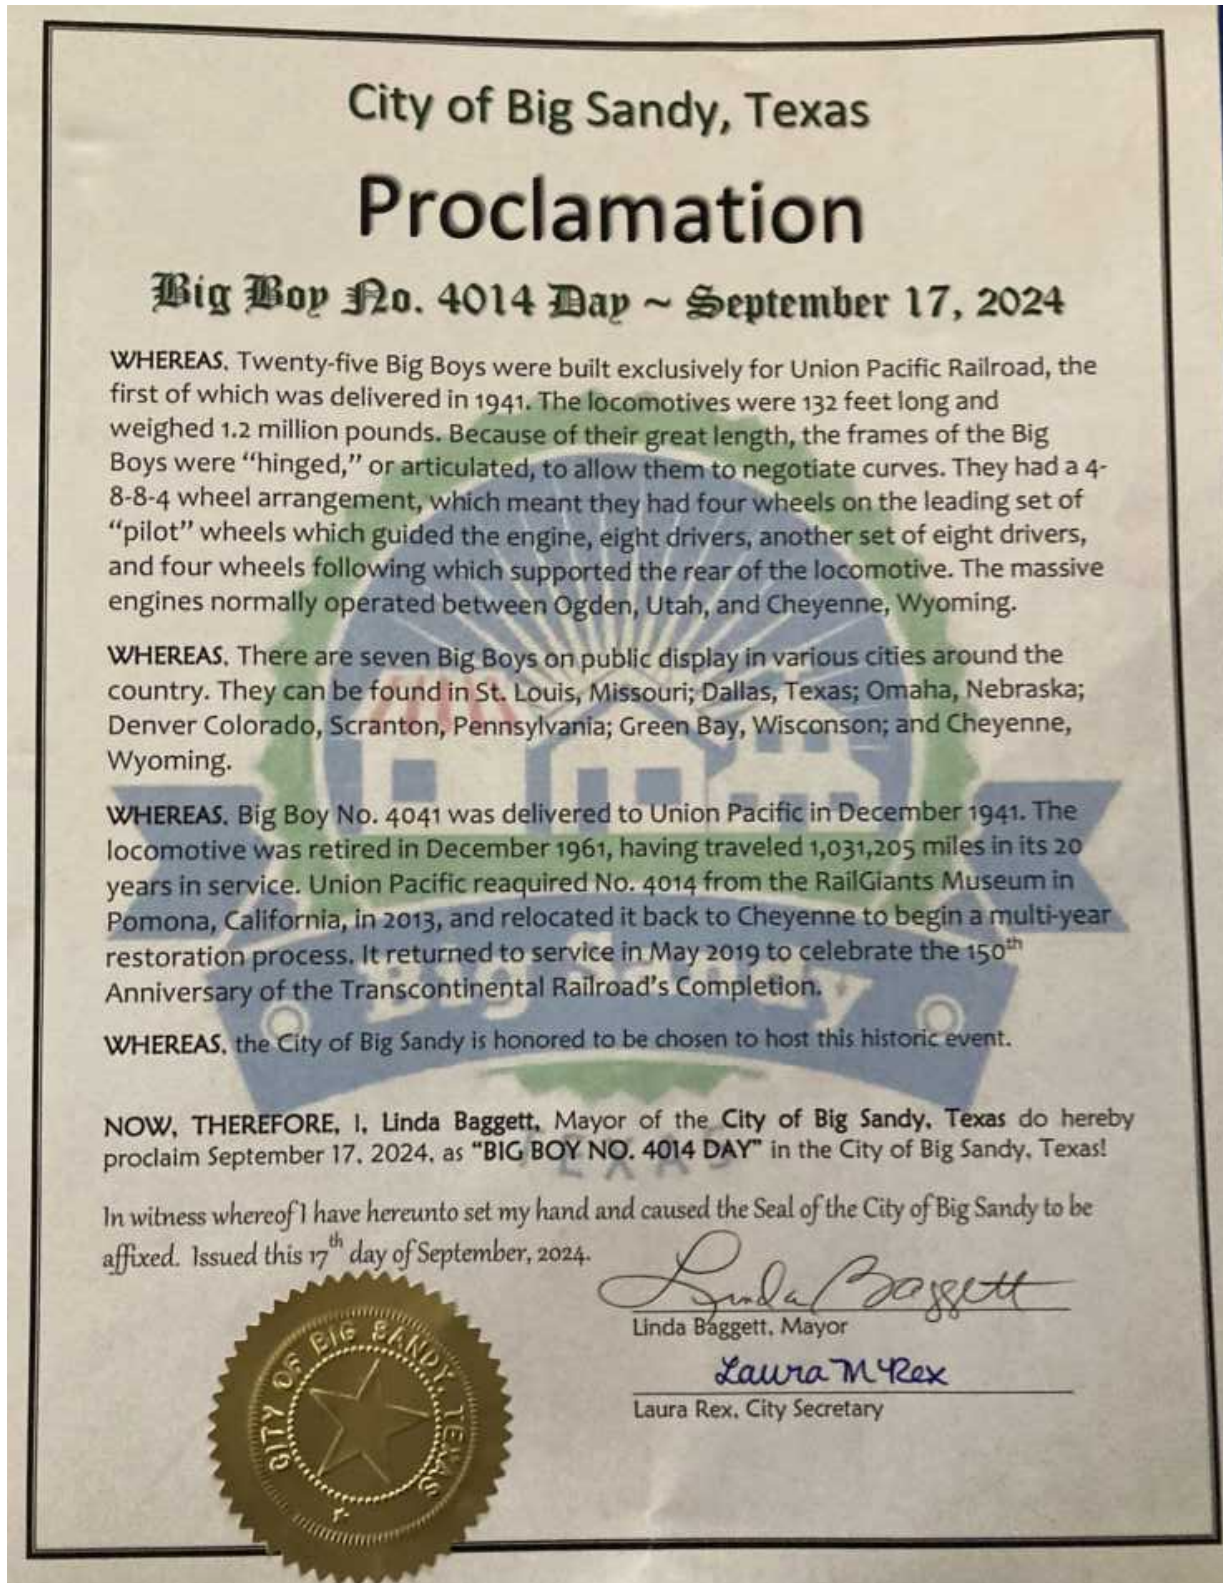 City of Big Sandy, Texas
Proclamation
Big Boy No. 4014 Day ~ September 17, 2024
WHEREAS, Twenty-five Big Boys were built exclusively for Union Pacific Railroad, the
first of which was delivered in 1941. The locomotives were 132 feet long and
weighed 1.2 million pounds. Because of their great length, the frames of the Big
Boys were “hinged,” or articulated, to allow them to negotiate curves. They had a 4-
8-8-4 wheel arrangement, which meant they had four wheels on the leading set of
“pilot” wheels which guided the engine, eight drivers, another set of eight drivers,
and four wheels following which supported the rear of the locomotive. The massive
engines normally operated between Ogden, Utah, and Cheyenne, Wyoming.
WHEREAS, There are seven Big Boys on public display in various cities around the
country. They can be found in St. Louis, Missouri; Dallas, Texas; Omaha, Nebraska;
Denver Colorado, Scranton, Pennsylvania; Green Bay, Wisconson; and Cheyenne,
Wyoming.
WHEREAS, Big Boy No. 4041 was delivered to Union Pacific in December 1941. The
locomotive was retired in December 1961, having traveled 1,031,205 miles in its 20
years in service. Union Pacific reaquired No. 4014 from the RailGiants Museum in
Pomona, California, in 2013, and relocated it back to Cheyenne to begin a multi-year
restoration process. It returned to service in May 2019 to celebrate the 150th
Anniversary of the Transcontinental Railroad’s Completion.
Big Sandy
WHEREAS, the City of Big Sandy is honored to be chosen to host this historic event.
NOW, THEREFORE, I, Linda Baggett, Mayor of the City of Big Sandy, Texas do hereby
proclaim September 17, 2024, as “BIG BOY NO. 4014 DAY” in the City of Big Sandy, Texas!
TEXAS
In witness whereof I have hereunto set my hand and caused the Seal of the City of Big Sandy to be
affixed. Issued this 17th day of September, 2024.
Linda Baggett
Linda Baggett, Mayor
Laura M Rex
Laura Rex, City Secretary
CITY OF BIG SANDY, TEXAS